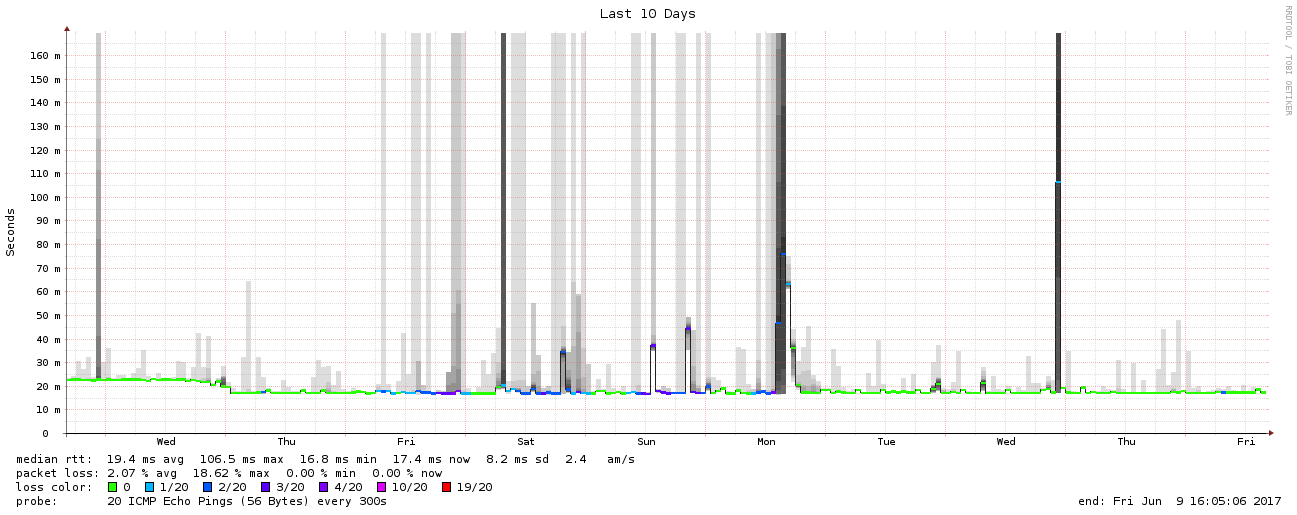 Last 10 Days
RRDTOOL / TOBI OETIKER
Seconds
160 m
150 m
140 m
130 m
120 m
110 m
100 m
90 m
80 m
70 m
60 m
50 m
40 m
30 m
20 m
10 m
0
Wed Thu Fri Sat Sun Mon Tue Wed Thu Fri
median rtt: 19.4 ms avg 106.5 ms max 16.8 ms min 17.4 ms now 8.2 ms sd 2.4 am/s
packet loss: 2.07 % avg 18.62 % max 0.00 % min 0.00 % now
loss color: 0 1/20 2/20 3/20 4/20 10/20 19/20
probe: 20 ICMP Echo Pings (56 Bytes) every 300s end: Fri Jun 9 16:05:06 2017